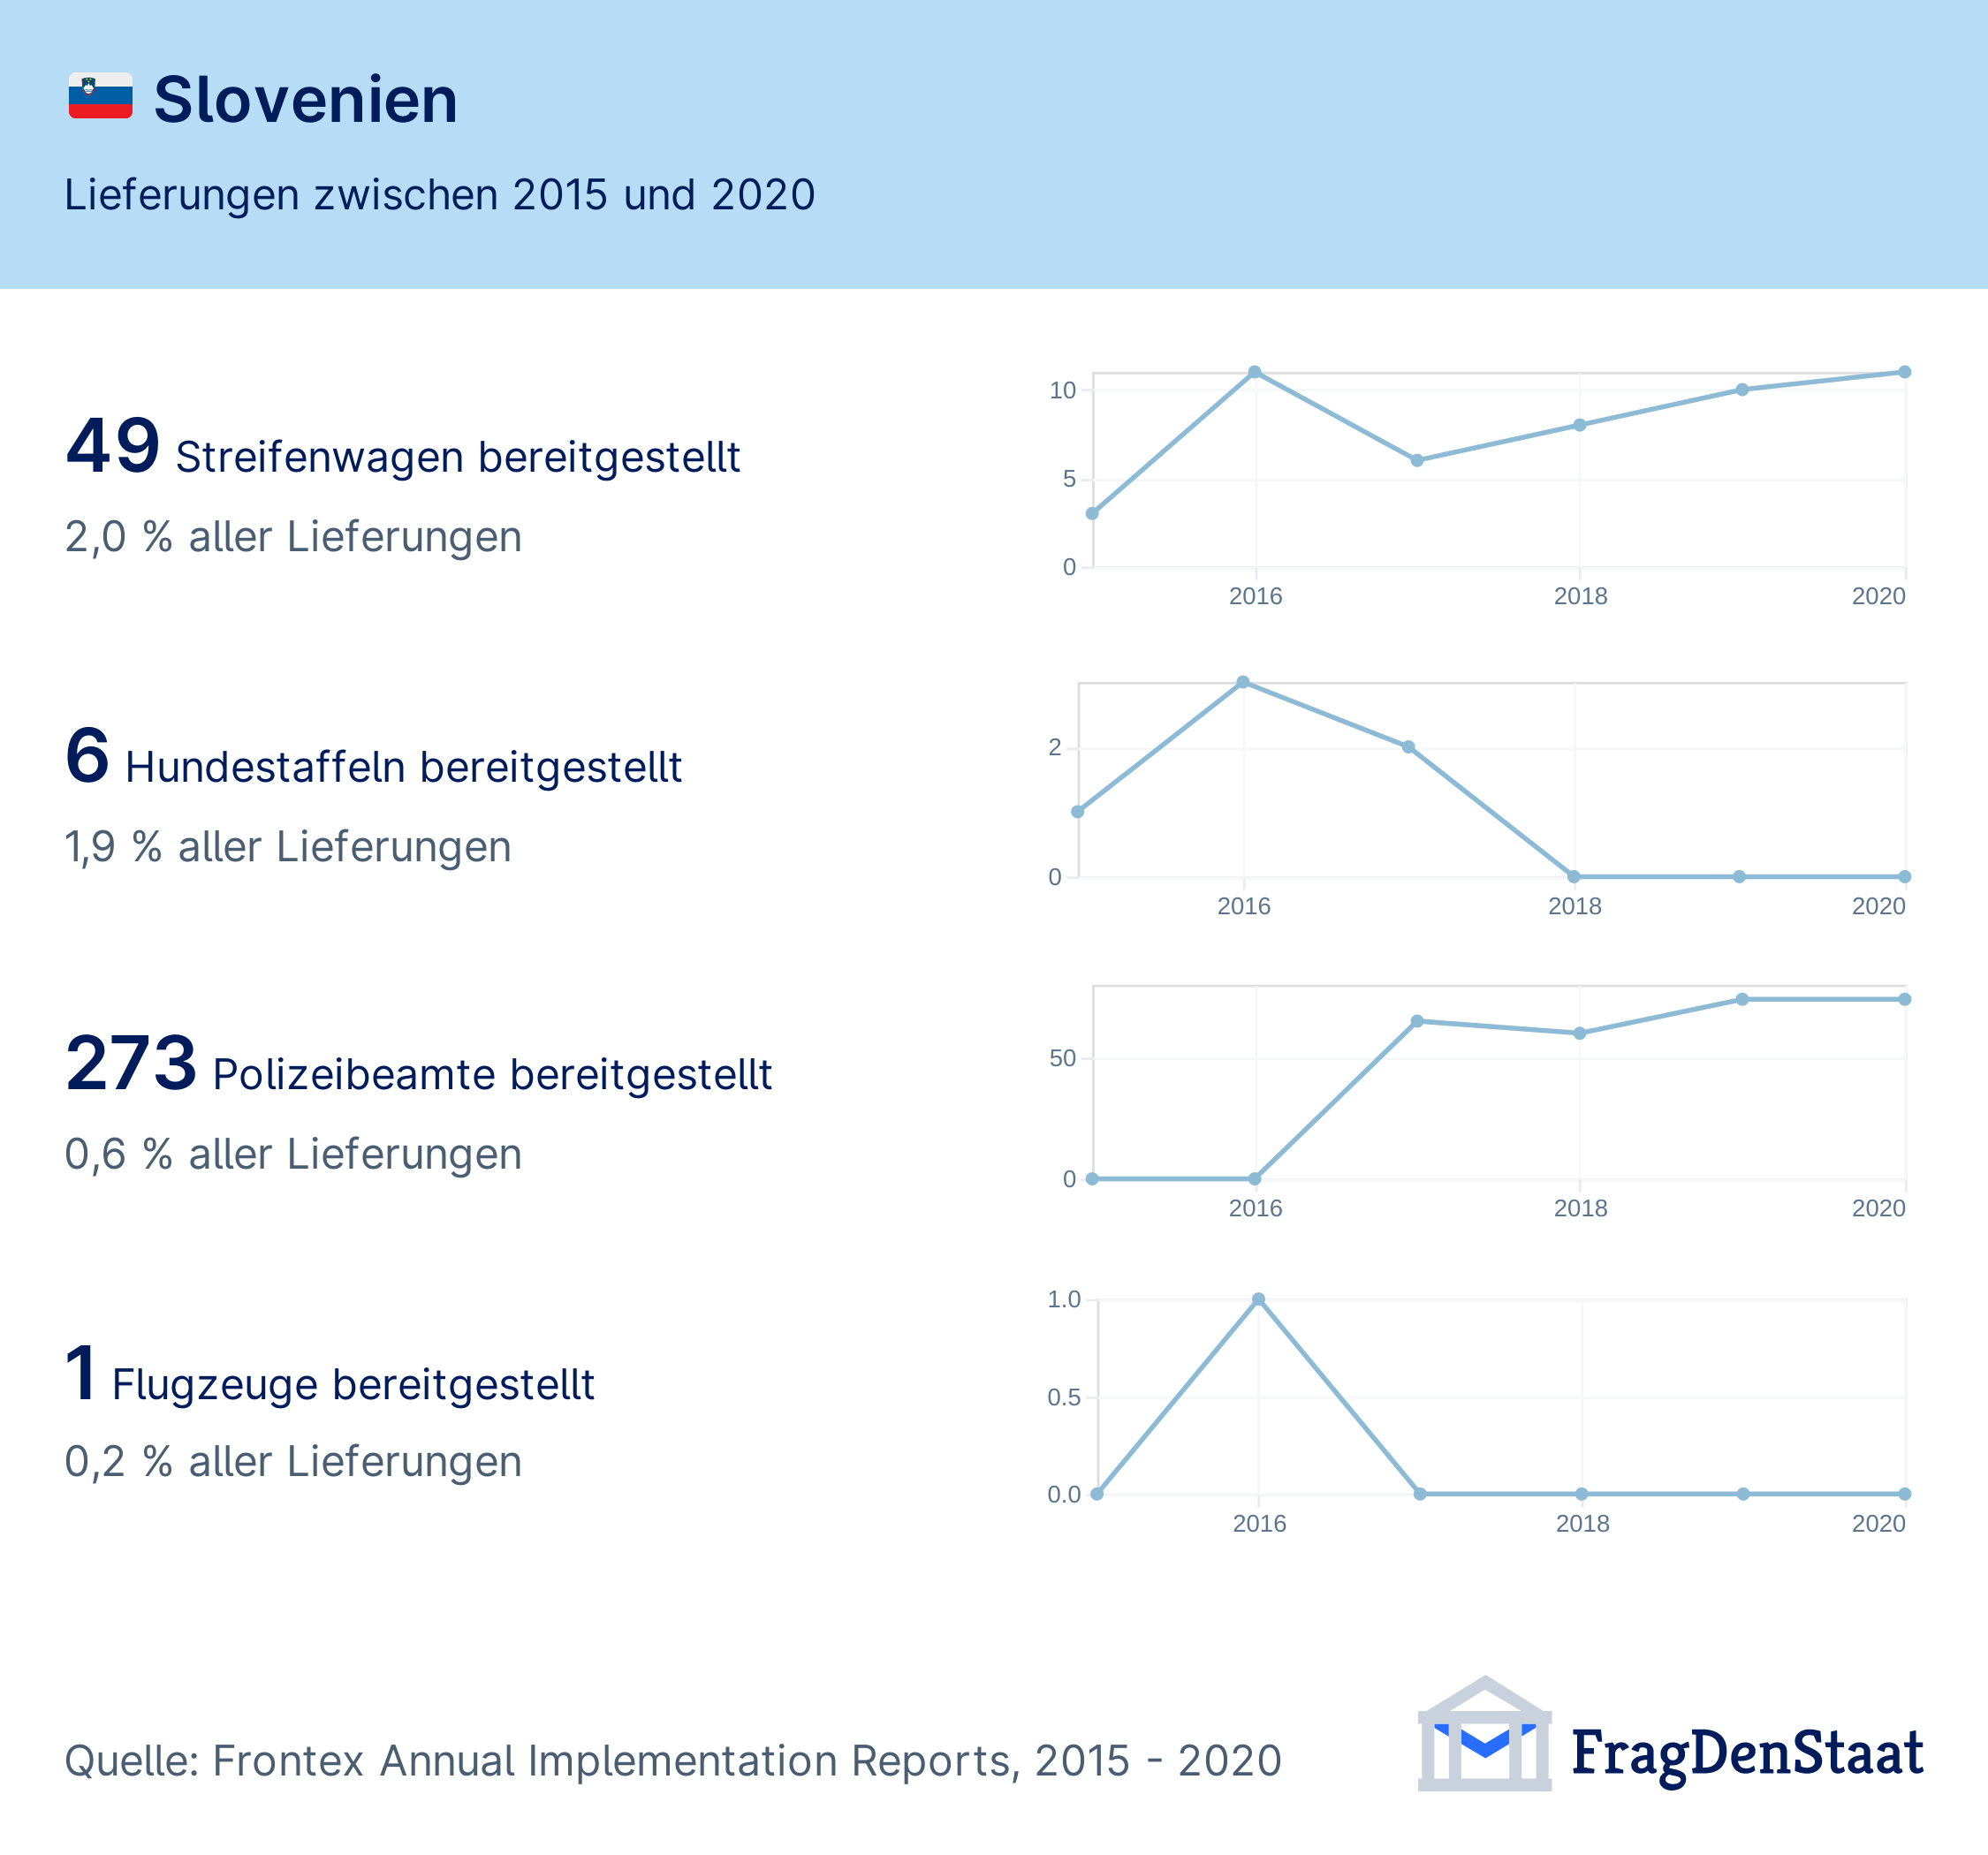 Slovenien
Lieferungen zwischen 2015 und 2020
49 Streifenwagen bereitgestellt
2,0 % aller Lieferungen
10
5
0
2016 2018 2020
6 Hundestaffeln bereitgestellt
1,9 % aller Lieferungen
2
0
2016 2018 2020
273 Polizeibeamte bereitgestellt
0,6 % aller Lieferungen
50
0
2016 2018 2020
1 Flugzeuge bereitgestellt
0,2 % aller Lieferungen
1.0
0.5
0.0
2016 2018 2020
Quelle: Frontex Annual Implementation Reports, 2015 - 2020
FragDenStaat